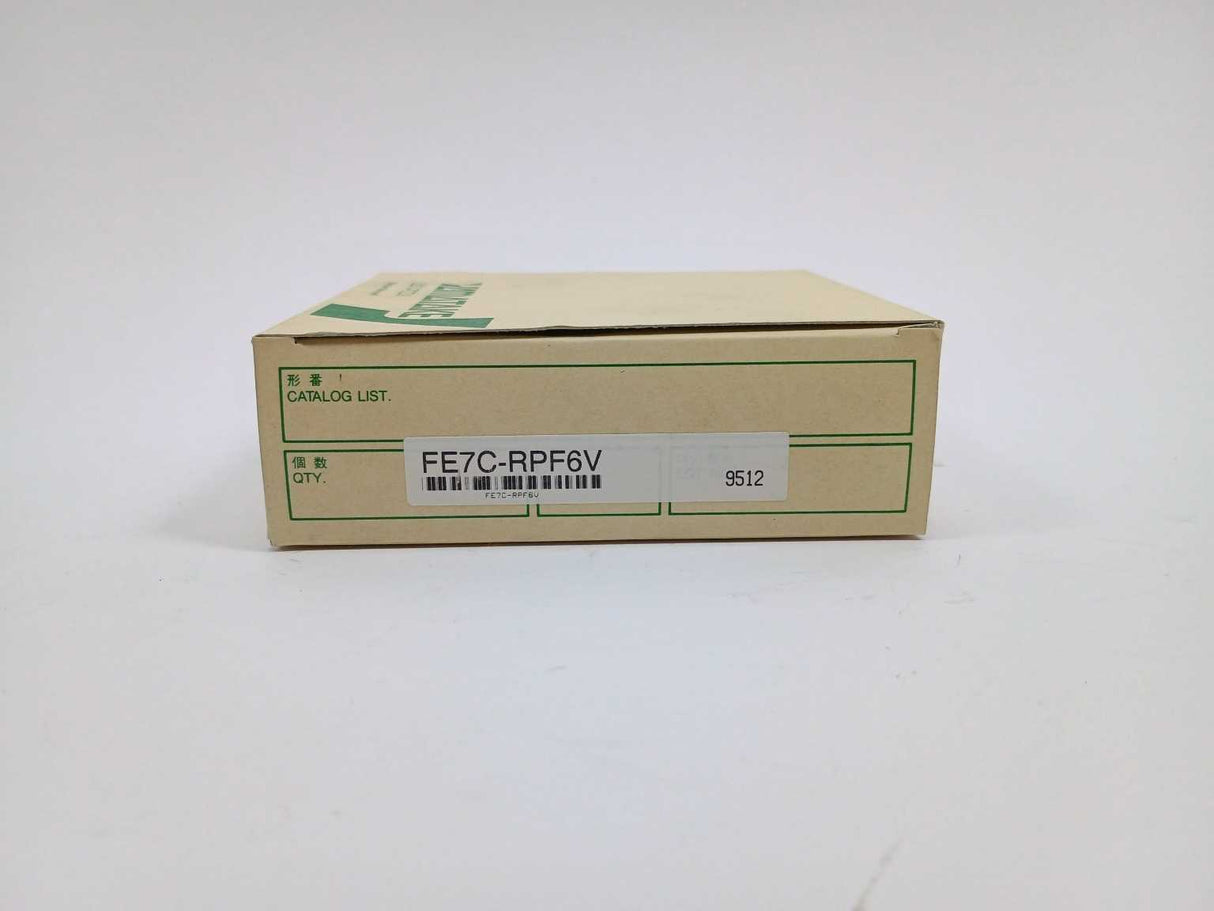 形番
CATALOG LIST.
個数
QTY.
FE7C-RPF6V
FE7C-RPF6V
9512